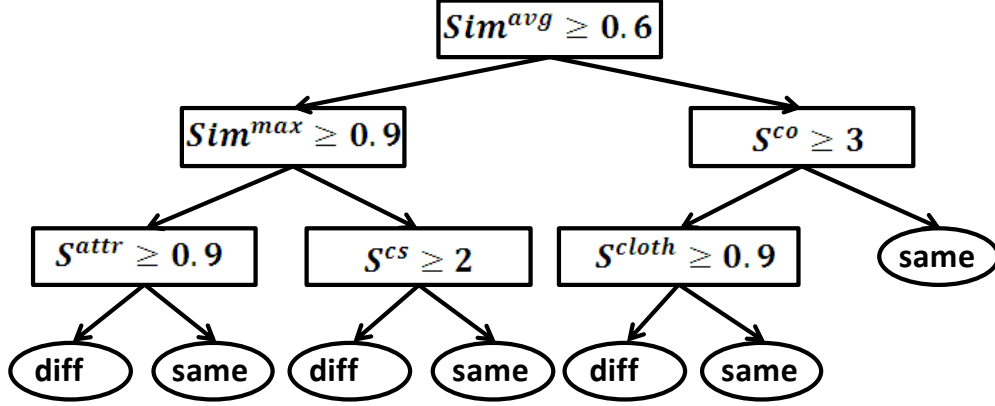 Sim^avg ≥ 0.6
Sim^max ≥ 0.9
S^co ≥ 3
S^attr ≥ 0.9
S^cs ≥ 2
S^cloth ≥ 0.9
same
diff
same
diff
same
diff
same